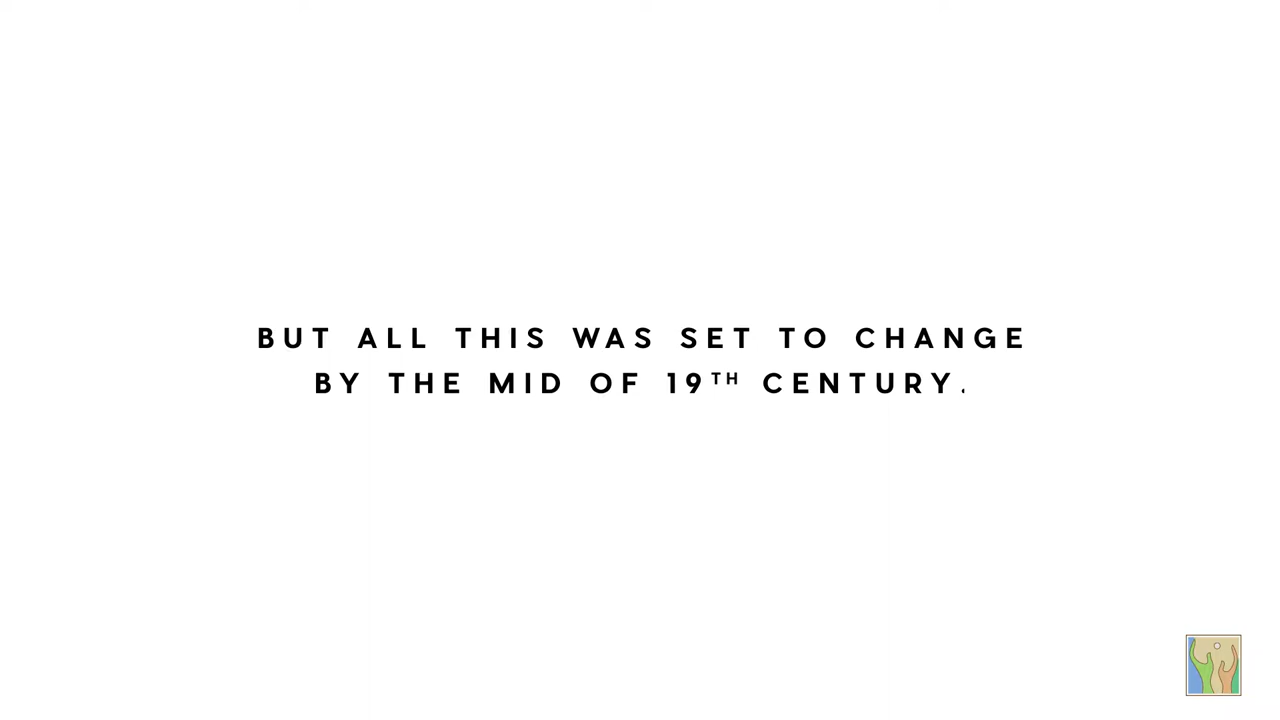 BUT ALL THIS WAS SET TO CHANGE
BY THE MID OF 19TH CENTURY.